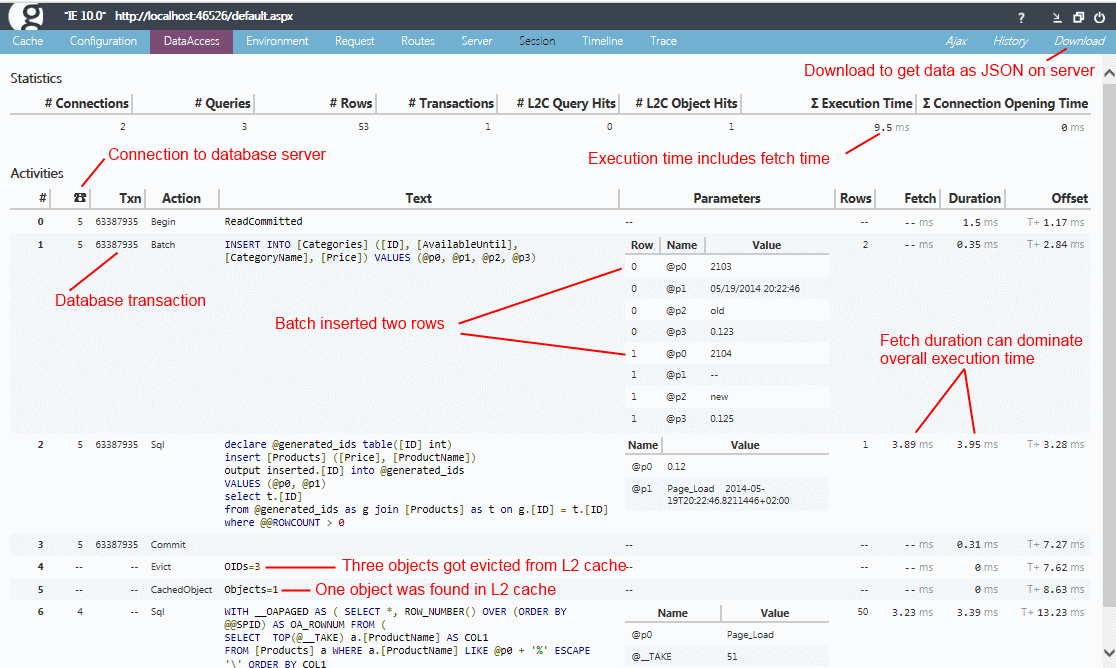 g "IE 10.0" http://localhost:46526/default.aspx ?
Cache Configuration DataAccess Environment Request Routes Server Session Timeline Trace Ajax History Download
Download to get data as JSON on server
Statistics
# Connections # Queries # Rows # Transactions # L2C Query Hits # L2C Object Hits Σ Execution Time Σ Connection Opening Time
2 3 53 1 0 1 9.5 ms 0 ms
Connection to database server
Execution time includes fetch time
Activities
# ☎ Txn Action Text Parameters Rows Fetch Duration Offset
0 5 63387935 Begin ReadCommitted -- -- -- ms 1.5 ms T+ 1.17 ms
1 5 63387935 Batch INSERT INTO [Categories] ([ID], [AvailableUntil], Row Name Value 2 -- ms 0.35 ms T+ 2.84 ms
[CategoryName], [Price]) VALUES (@p0, @p1, @p2, @p3)
0 @p0 2103
0 @p1 05/19/2014 20:22:46
Database transaction
0 @p2 old
Batch inserted two rows
0 @p3 0.123
Fetch duration can dominate
overall execution time
1 @p0 2104
1 @p1 --
1 @p2 new
1 @p3 0.125
2 5 63387935 Sql declare @generated_ids table([ID] int) Name Value 1 3.89 ms 3.95 ms T+ 3.28 ms
insert [Products] ([Price], [ProductName])
output inserted.[ID] into @generated_ids @p0 0.12
VALUES (@p0, @p1)
select t.[ID] @p1 Page_Load 2014-05-
19T20:22:46.8211446+02:00
from @generated_ids as g join [Products] as t on g.[ID] = t.[ID]
where @@ROWCOUNT > 0
3 5 63387935 Commit -- -- -- ms 0.31 ms T+ 7.27 ms
4 -- -- Evict OIDs=3 Three objects got evicted from L2 cache -- -- -- ms 0 ms T+ 7.62 ms
5 -- -- CachedObject Objects=1 One object was found in L2 cache -- -- -- ms 0 ms T+ 8.63 ms
6 4 -- Sql WITH __OAPAGED AS ( SELECT *, ROW_NUMBER() OVER (ORDER BY Name Value 50 3.23 ms 3.39 ms T+ 13.23 ms
@@SPID) AS OA_ROWNUM FROM (
SELECT TOP(@__TAKE) a.[ProductName] AS COL1 @p0 Page_Load
FROM [Products] a WHERE a.[ProductName] LIKE @p0 + '%' ESCAPE @__TAKE 51
'\' ORDER BY COL1